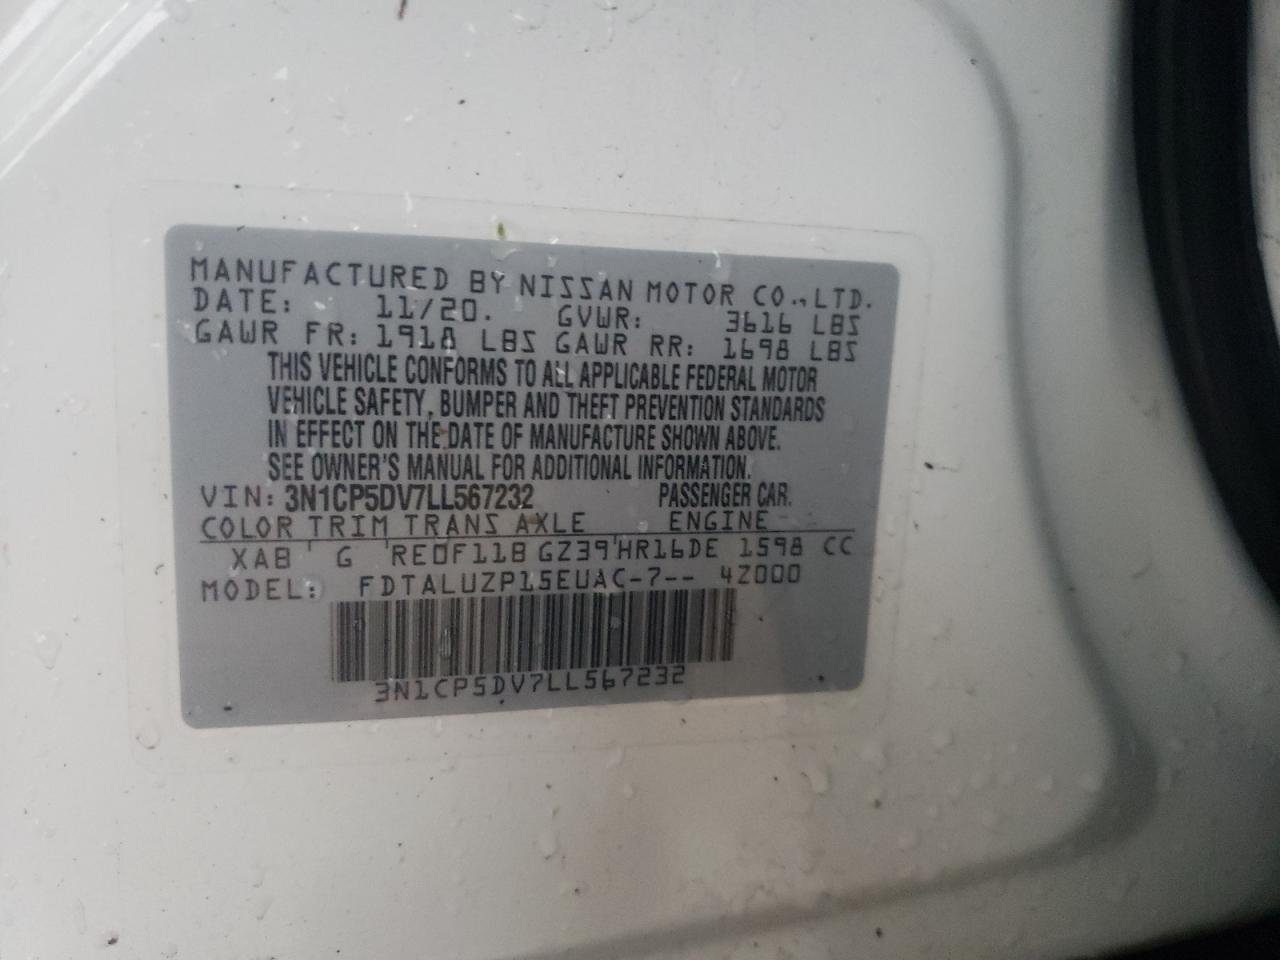 MANUFACTURED BY NISSAN MOTOR CO.,LTD.
DATE: 11/20. GVWR: 3616 LBS
GAWR FR: 1918 LBS GAWR RR: 1698 LBS
THIS VEHICLE CONFORMS TO ALL APPLICABLE FEDERAL MOTOR
VEHICLE SAFETY, BUMPER AND THEFT PREVENTION STANDARDS
IN EFFECT ON THE DATE OF MANUFACTURE SHOWN ABOVE.
SEE OWNER'S MANUAL FOR ADDITIONAL INFORMATION.
VIN: 3N1CP5DV7LL567232 PASSENGER CAR.
COLOR TRIM TRANS AXLE ENGINE
XAB G RE0F11B GZ39 HR16DE 1598 CC
MODEL: FDTALUZP15EUAC-7-- 4Z000
3N1CP5DV7LL567232